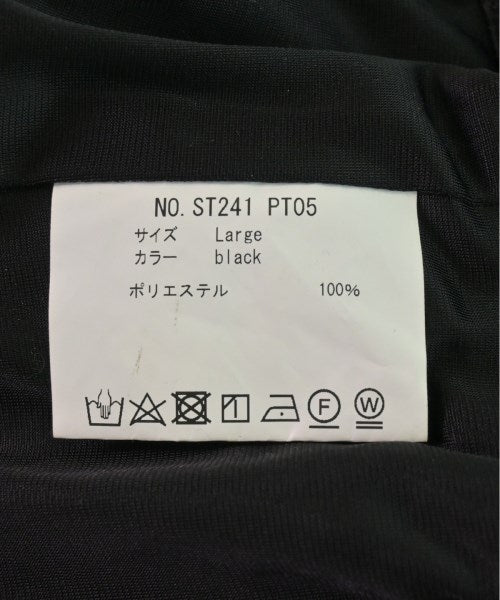 NO. ST241 PT05
サイズ Large
カラー black
ポリエステル 100%
F W